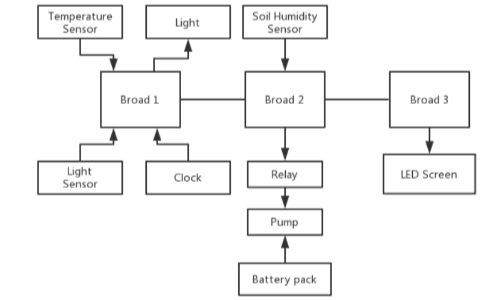 Temperature
Sensor
Light
Soil Humidity
Sensor
Broad 1
Broad 2
Broad 3
Light
Sensor
Clock
Relay
LED Screen
Pump
Battery pack